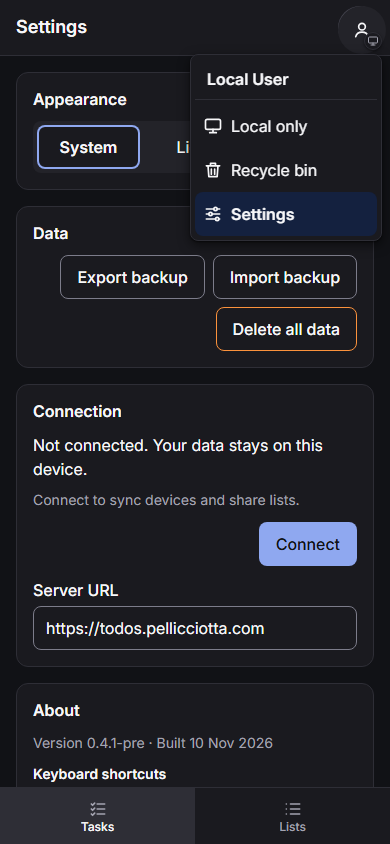 Settings
Local User
Local only
Recycle bin
Settings
Appearance
System
Li
Data
Export backup
Import backup
Delete all data
Connection
Not connected. Your data stays on this
device.
Connect to sync devices and share lists.
Connect
Server URL
https://todos.pellicciotta.com
About
Version 0.4.1-pre · Built 10 Nov 2026
Keyboard shortcuts
Tasks
Lists